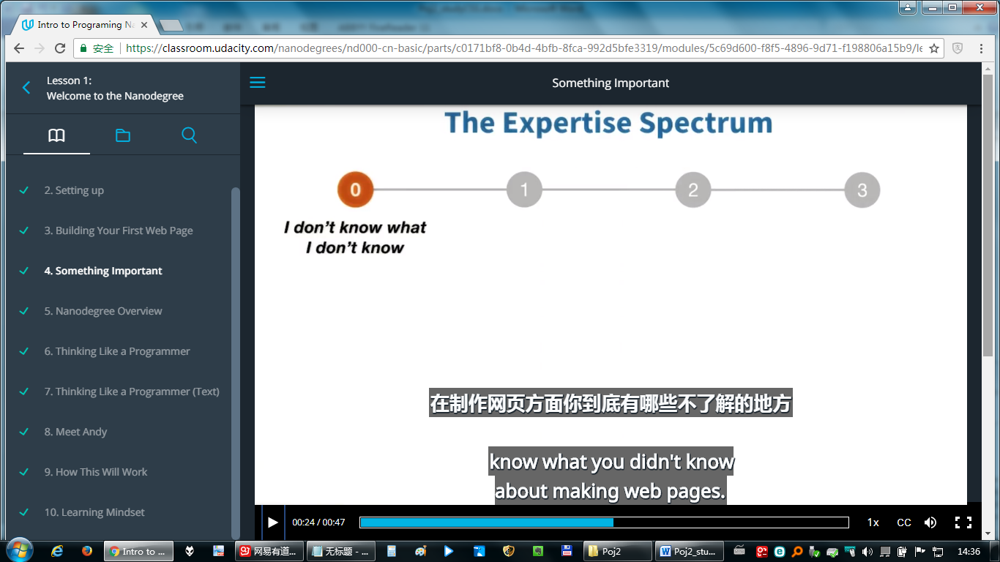 Intro to Programing Na
安全
https://classroom.udacity.com/nanodegrees/nd000-cn-basic/parts/c0171bf8-0b4d-4bfb-8fca-992d5bfe3319/modules/5c69d600-f8f5-4896-9d71-f198806a15b9/le
Lesson 1:
Welcome to the Nanodegree
2. Setting up
3. Building Your First Web Page
4. Something Important
5. Nanodegree Overview
6. Thinking Like a Programmer
7. Thinking Like a Programmer (Text)
8. Meet Andy
9. How This Will Work
10. Learning Mindset
Something Important
The Expertise Spectrum
0 1 2 3
I don't know what
I don't know
在制作网页方面你到底有哪些不了解的地方
know what you didn't know
about making web pages.
00:24 / 00:47
1x
CC
Intro to ...
网易有道...
无标题 - ...
Poj2
Poj2_stu...
14:36